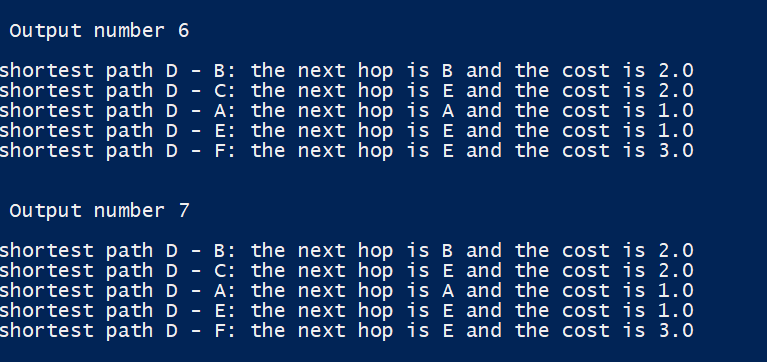 Output number 6
shortest path D - B: the next hop is B and the cost is 2.0
shortest path D - C: the next hop is E and the cost is 2.0
shortest path D - A: the next hop is A and the cost is 1.0
shortest path D - E: the next hop is E and the cost is 1.0
shortest path D - F: the next hop is E and the cost is 3.0
Output number 7
shortest path D - B: the next hop is B and the cost is 2.0
shortest path D - C: the next hop is E and the cost is 2.0
shortest path D - A: the next hop is A and the cost is 1.0
shortest path D - E: the next hop is E and the cost is 1.0
shortest path D - F: the next hop is E and the cost is 3.0